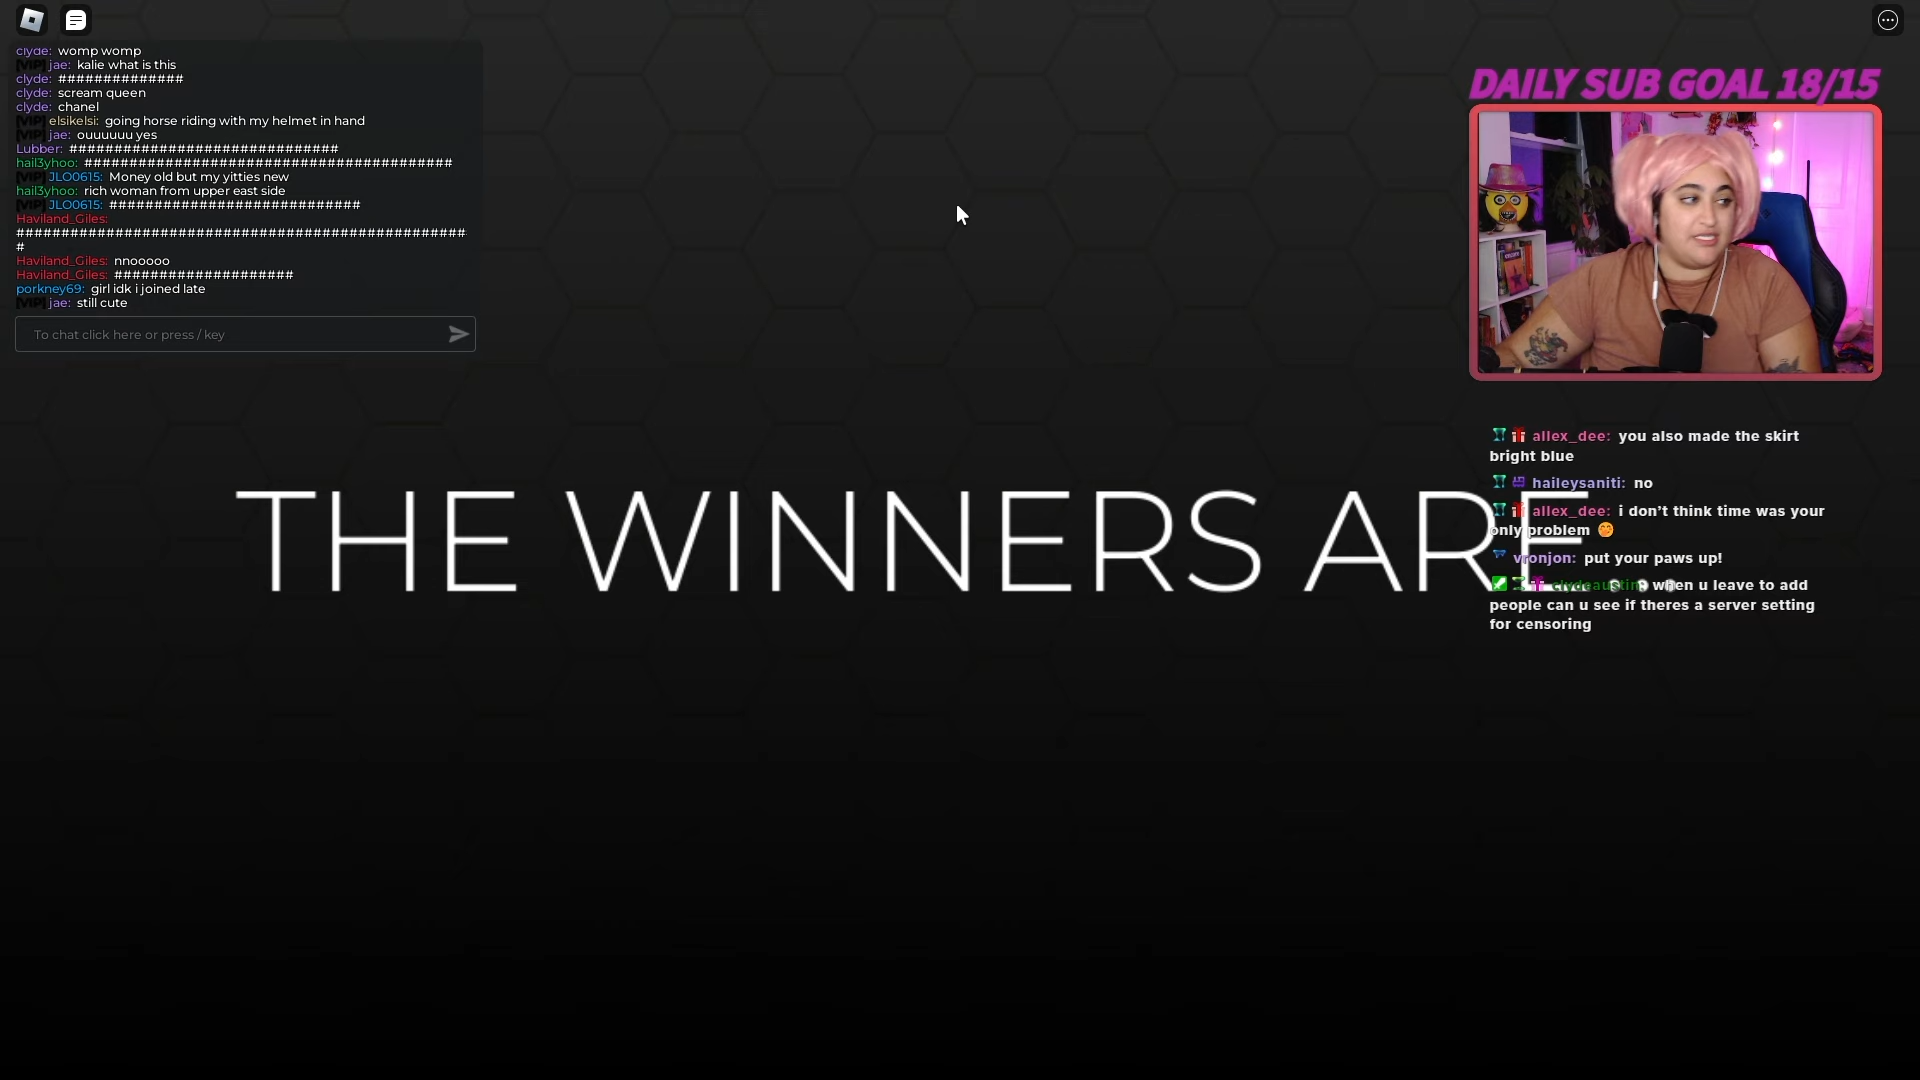 clyde: womp womp
[VIP] jae: kalie what is this
clyde: ##############
clyde: scream queen
clyde: chanel
[VIP] elsikelsi: going horse riding with my helmet in hand
[VIP] jae: ouuuuuu yes
Lubber: ##############################
hail3yhoo: #########################################
[VIP] JLO0615: Money old but my yitties new
hail3yhoo: rich woman from upper east side
[VIP] JLO0615: ############################
Haviland_Giles:
##################################################
#
Haviland_Giles: nnooooo
Haviland_Giles: ####################
porkney69: girl idk i joined late
[VIP] jae: still cute
To chat click here or press / key
DAILY SUB GOAL 18/15
THE WINNERS ARE
allex_dee: you also made the skirt
bright blue
haileysaniti: no
allex_dee: i don’t think time was your
only problem 🤭
vronjon: put your paws up!
clydeaustin: when u leave to add
people can u see if theres a server setting
for censoring